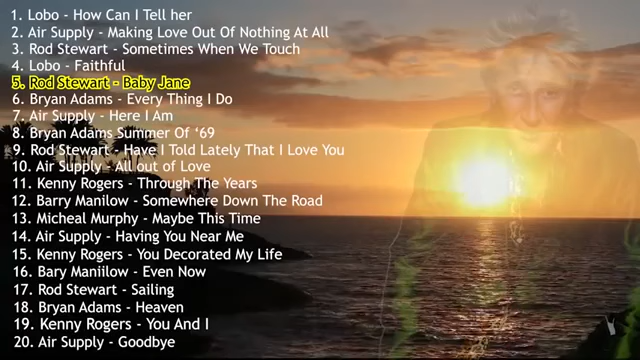 1. Lobo - How Can I Tell her
2. Air Supply - Making Love Out Of Nothing At All
3. Rod Stewart - Sometimes When We Touch
4. Lobo - Faithful
5. Rod Stewart - Baby Jane
6. Bryan Adams - Every Thing I Do
7. Air Supply - Here I Am
8. Bryan Adams Summer Of ‘69
9. Rod Stewart - Have I Told Lately That I Love You
10. Air Supply - All out of Love
11. Kenny Rogers - Through The Years
12. Barry Manilow - Somewhere Down The Road
13. Micheal Murphy - Maybe This Time
14. Air Supply - Having You Near Me
15. Kenny Rogers - You Decorated My Life
16. Bary Maniilow - Even Now
17. Rod Stewart - Sailing
18. Bryan Adams - Heaven
19. Kenny Rogers - You And I
20. Air Supply - Goodbye